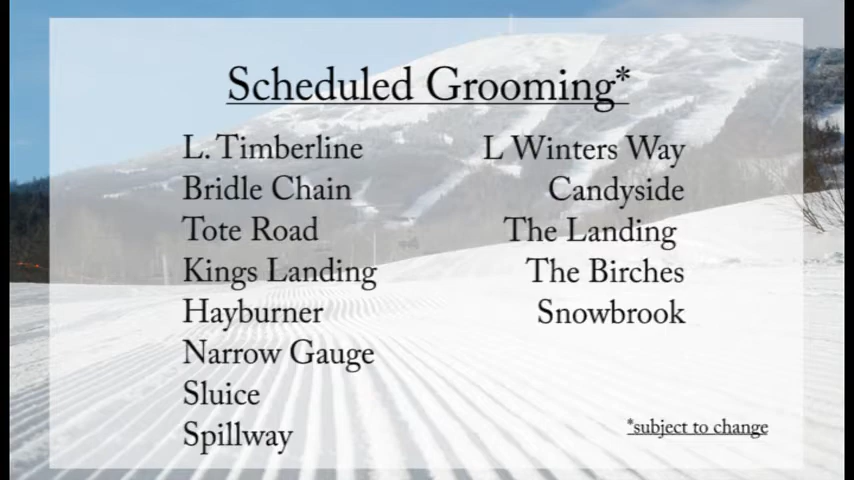 Scheduled Grooming*
L. Timberline
Bridle Chain
Tote Road
Kings Landing
Hayburner
Narrow Gauge
Sluice
Spillway
L Winters Way
Candyside
The Landing
The Birches
Snowbrook
*subject to change